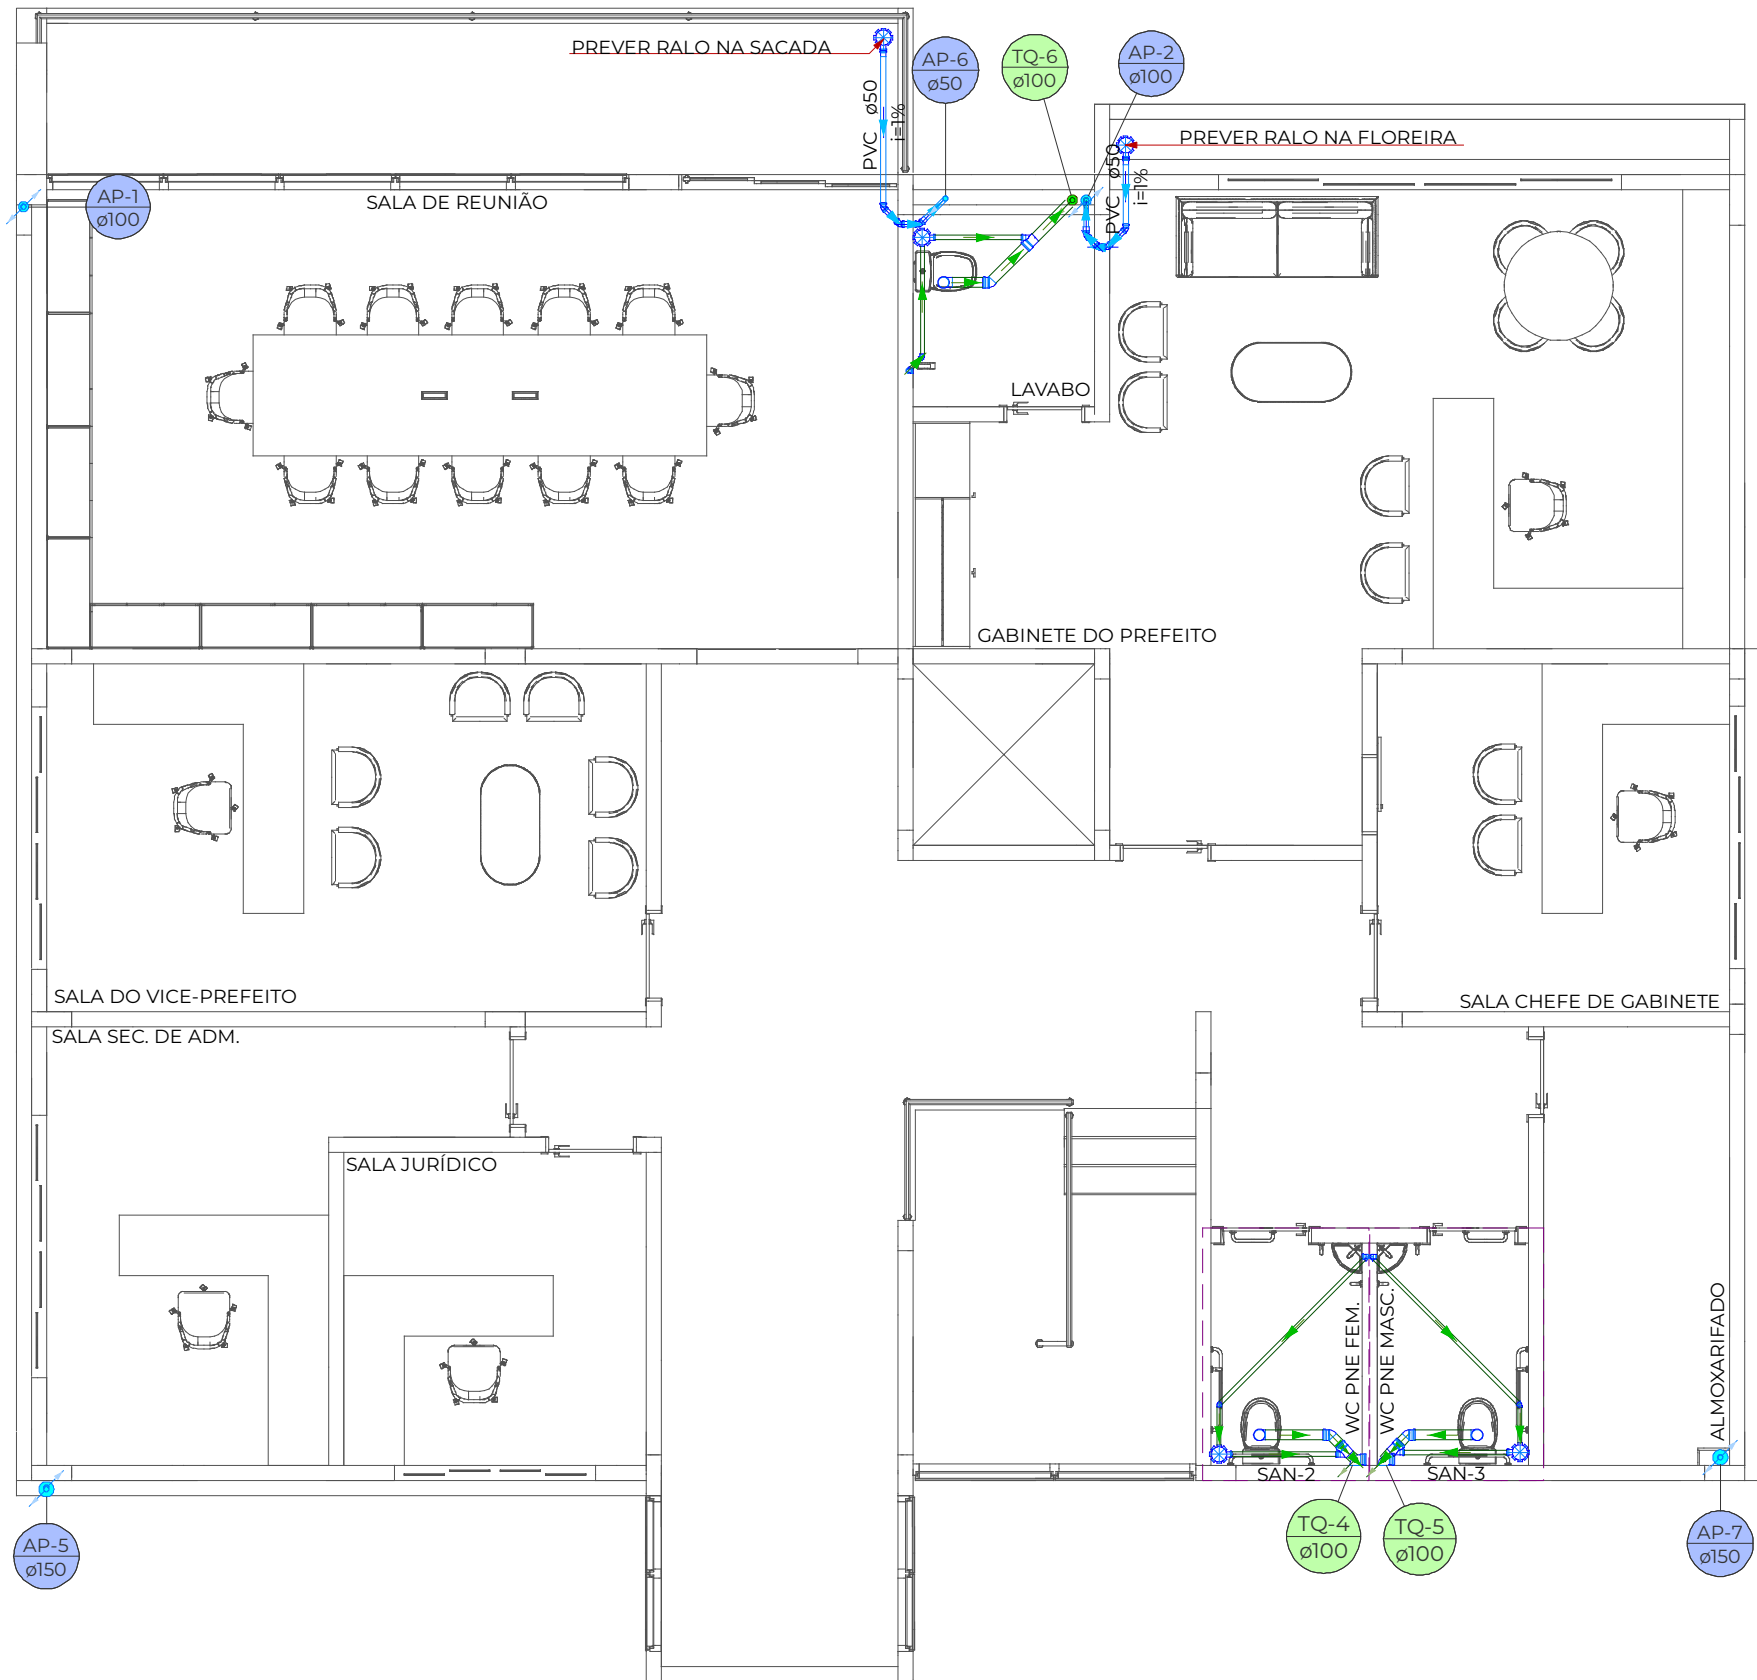 PREVER RALO NA SACADA
AP-6
ø50
TQ-6
ø100
AP-2
ø100
PVC ø50
i=1%
PREVER RALO NA FLOREIRA
PVC ø50
i=1%
AP-1
ø100
SALA DE REUNIÃO
LAVABO
GABINETE DO PREFEITO
SALA DO VICE-PREFEITO
SALA CHEFE DE GABINETE
SALA SEC. DE ADM.
SALA JURÍDICO
WC PNE FEM.
WC PNE MASC.
ALMOXARIFADO
SAN-2
SAN-3
AP-5
ø150
TQ-4
ø100
TQ-5
ø100
AP-7
ø150